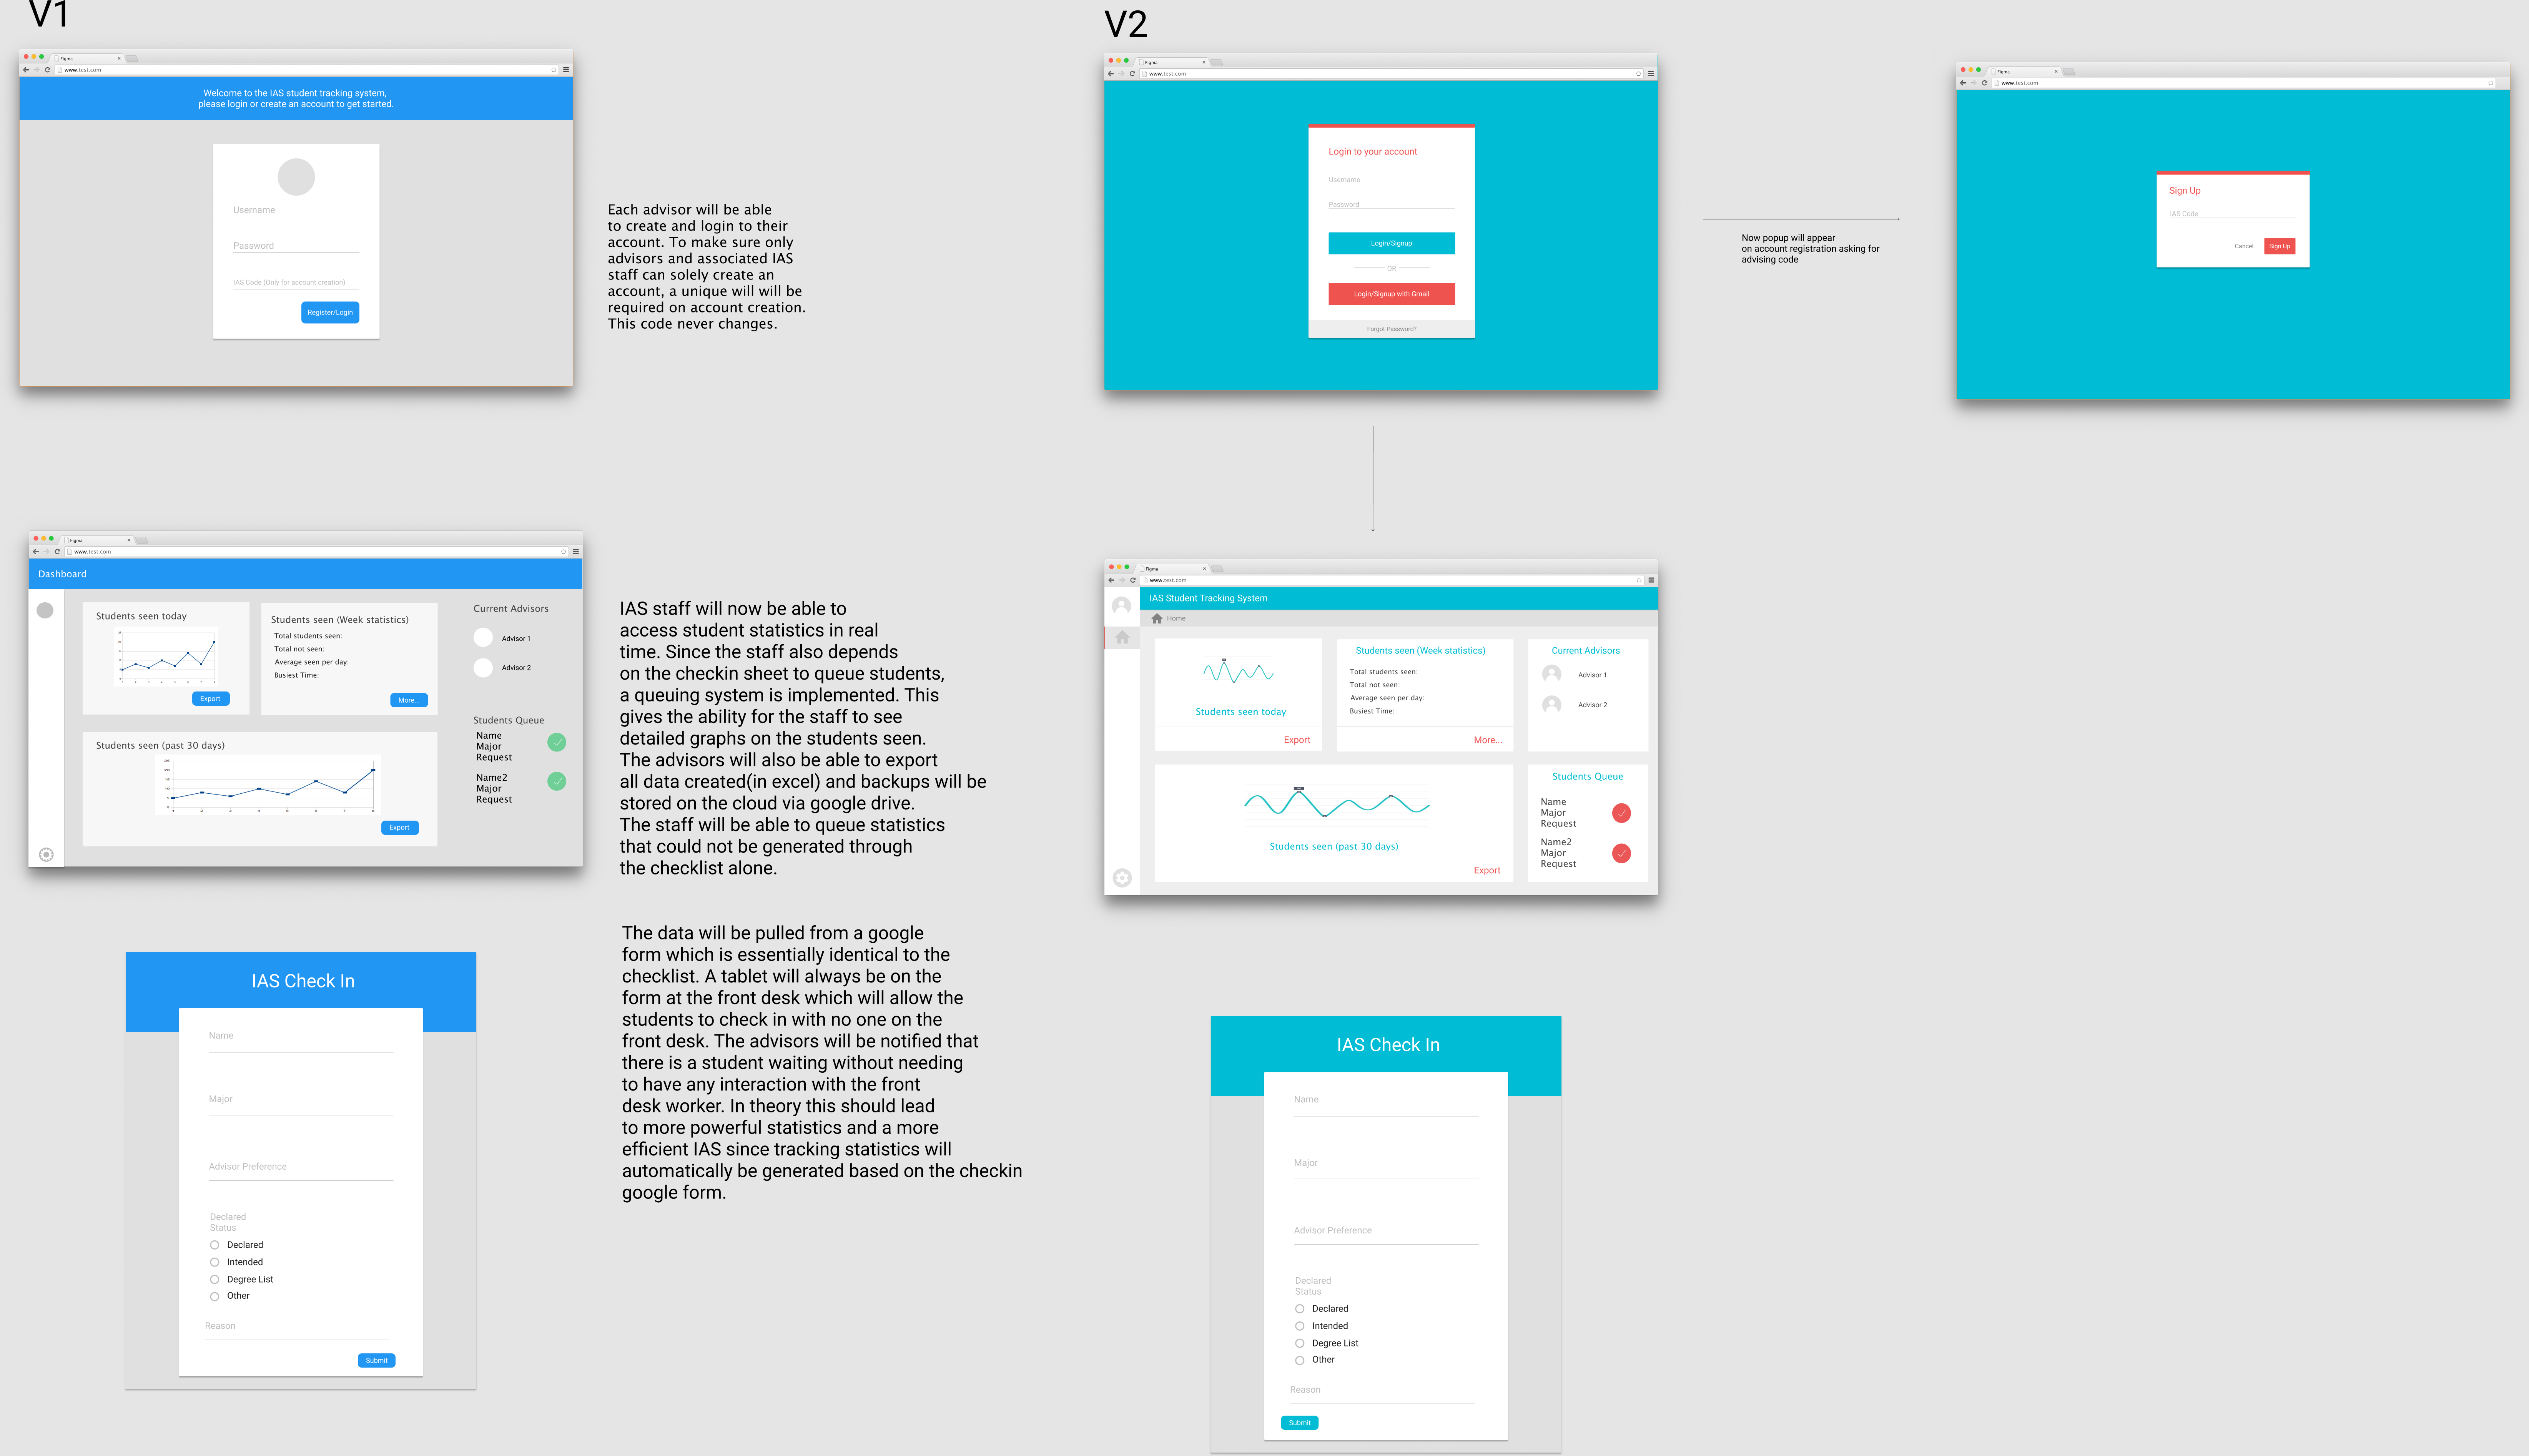 V1
Figma
www.test.com
Welcome to the IAS student tracking system,
please login or create an account to get started.
Username
Password
IAS Code (Only for account creation)
Register/Login
Each advisor will be able
to create and login to their
account. To make sure only
advisors and associated IAS
staff can solely create an
account, a unique will will be
required on account creation.
This code never changes.
V2
Figma
www.test.com
Login to your account
Username
Password
Login/Signup
OR
Login/Signup with Gmail
Forgot Password?
Now popup will appear
on account registration asking for
advising code
Figma
www.test.com
Sign Up
IAS Code
Cancel
Sign Up
Figma
www.test.com
Dashboard
Students seen today
Export
Students seen (Week statistics)
Total students seen:
Total not seen:
Average seen per day:
Busiest Time:
More...
Current Advisors
Advisor 1
Advisor 2
Students seen (past 30 days)
Export
Students Queue
Name
Major
Request
Name2
Major
Request
IAS staff will now be able to
access student statistics in real
time. Since the staff also depends
on the checkin sheet to queue students,
a queuing system is implemented. This
gives the ability for the staff to see
detailed graphs on the students seen.
The advisors will also be able to export
all data created(in excel) and backups will be
stored on the cloud via google drive.
The staff will be able to queue statistics
that could not be generated through
the checklist alone.
Figma
www.test.com
IAS Student Tracking System
Home
Students seen today
Export
Students seen (Week statistics)
Total students seen:
Total not seen:
Average seen per day:
Busiest Time:
More...
Current Advisors
Advisor 1
Advisor 2
Students seen (past 30 days)
Export
Students Queue
Name
Major
Request
Name2
Major
Request
IAS Check In
Name
Major
Advisor Preference
Declared
Status
Declared
Intended
Degree List
Other
Reason
Submit
The data will be pulled from a google
form which is essentially identical to the
checklist. A tablet will always be on the
form at the front desk which will allow the
students to check in with no one on the
front desk. The advisors will be notified that
there is a student waiting without needing
to have any interaction with the front
desk worker. In theory this should lead
to more powerful statistics and a more
efficient IAS since tracking statistics will
automatically be generated based on the checkin
google form.
IAS Check In
Name
Major
Advisor Preference
Declared
Status
Declared
Intended
Degree List
Other
Reason
Submit